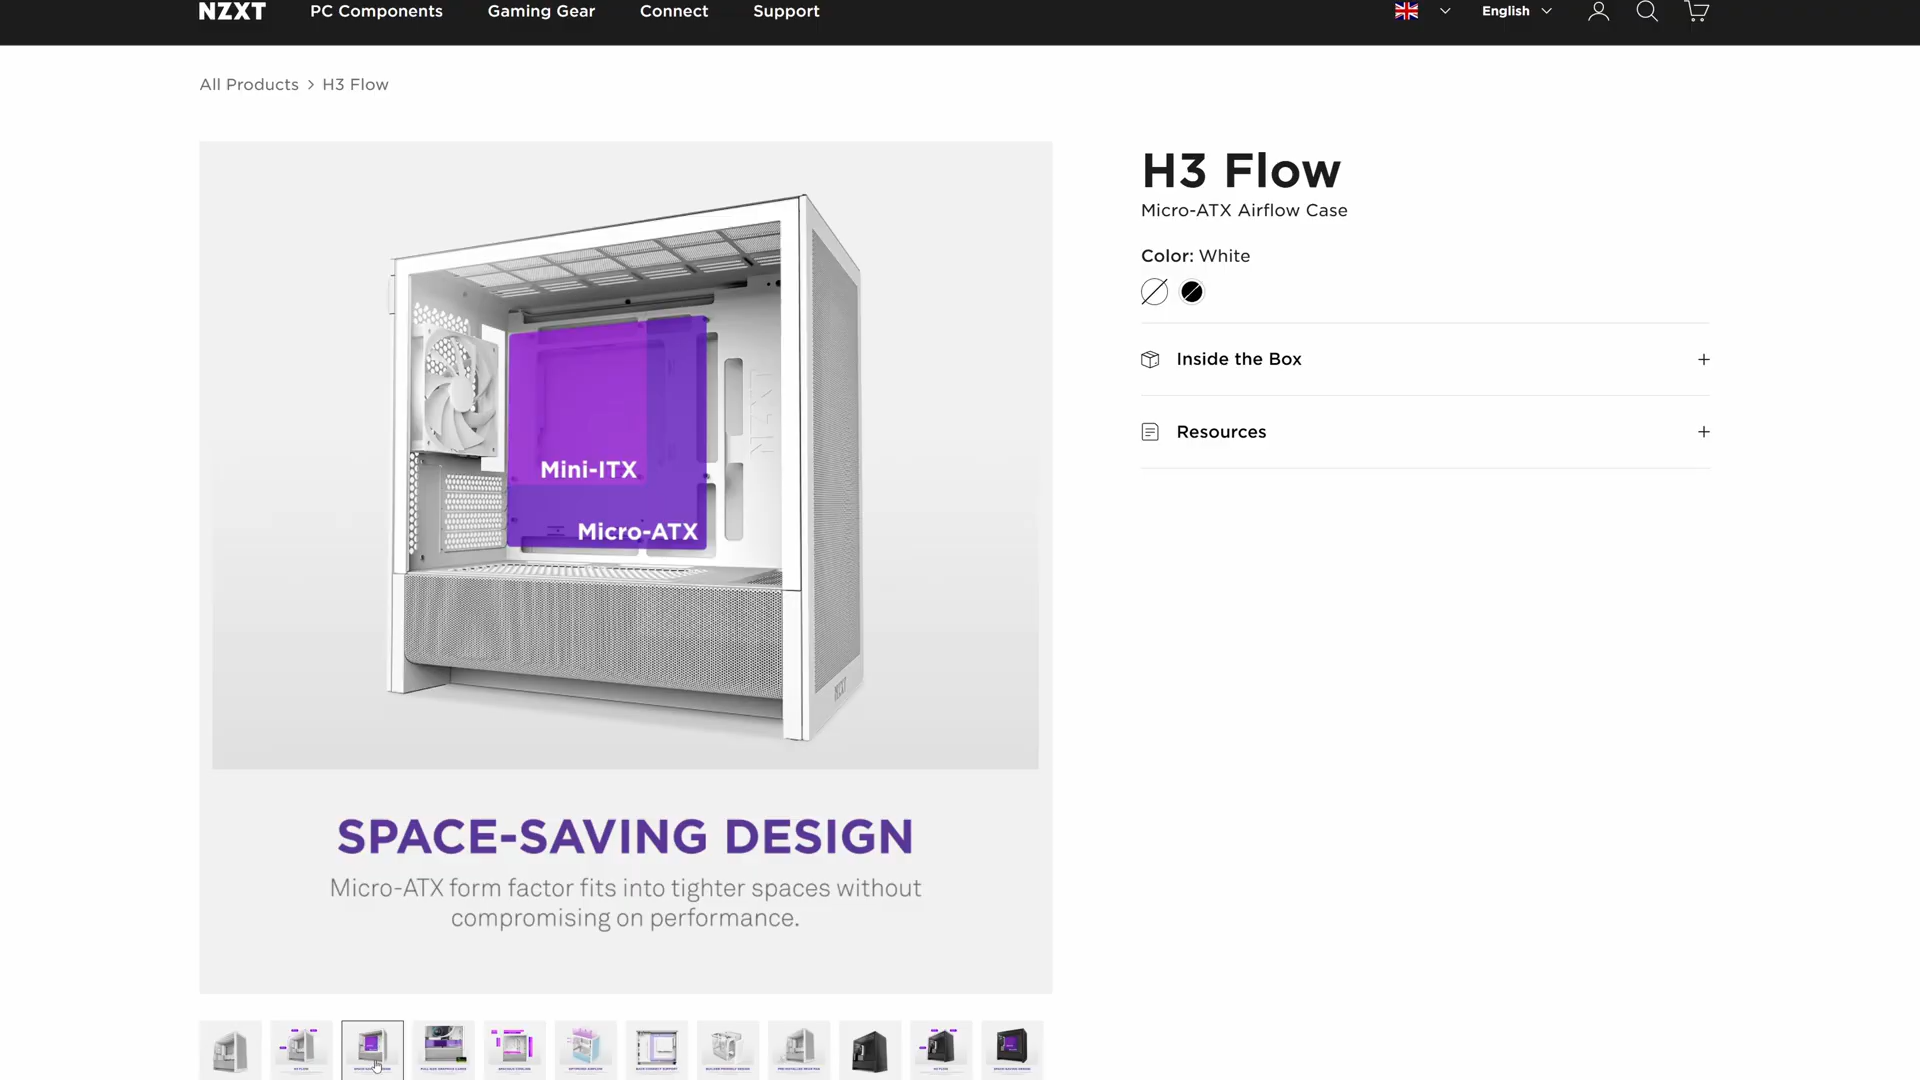 NZXT PC Components Gaming Gear Connect Support English
All Products > H3 Flow
H3 Flow
Micro-ATX Airflow Case
Color: White
Inside the Box +
Resources +
Mini-ITX
Micro-ATX
NZXT
NZXT
SPACE-SAVING DESIGN
Micro-ATX form factor fits into tighter spaces without
compromising on performance.